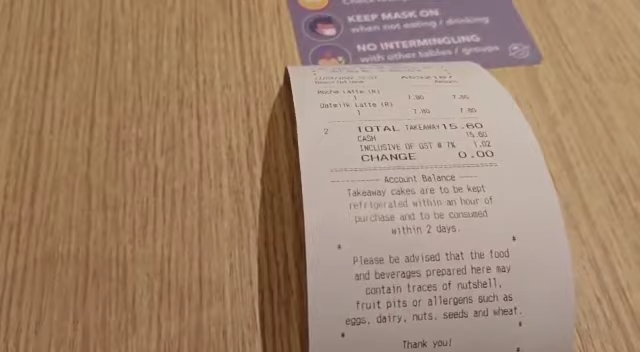 KEEP MASK ON
when not eating / drinking
NO INTERMINGLING
with other tables / groups
Mocha Latte (R)
1 7.80 7.80
Oatmilk Latte (R)
1 7.80 7.80
2 TOTAL TAKEAWAY 15.60
CASH 15.60
INCLUSIVE OF GST @ 7% 1.02
CHANGE 0.00
Account Balance
Takeaway cakes are to be kept
refrigerated within an hour of
purchase and to be consumed
within 2 days.
Please be advised that the food
and beverages prepared here may
contain traces of nutshell,
fruit pits or allergens such as
eggs, dairy, nuts, seeds and wheat.
Thank you!